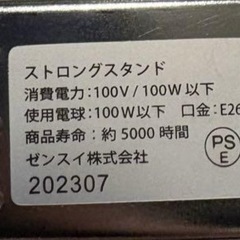 ストロングスタンド
消費電力：100V / 100W以下
使用電球：100W以下 口金：E26
商品寿命：約5000時間
ゼンスイ株式会社
PS
E
202307